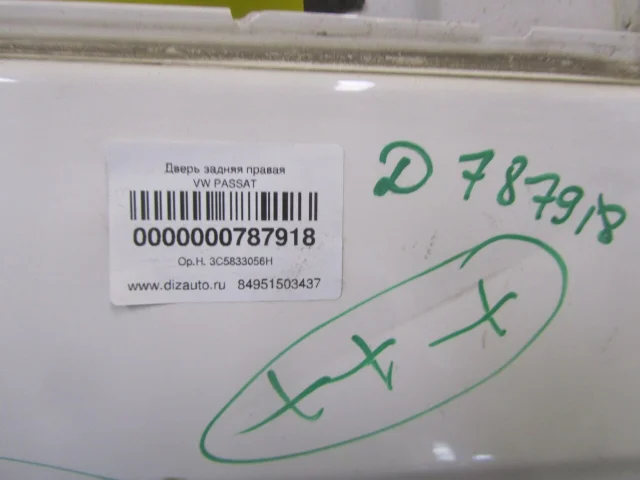 Дверь задняя правая
VW PASSAT
0000000787918
Ор.Н. 3C5833056H
www.dizauto.ru 84951503437
D 787918
X X X